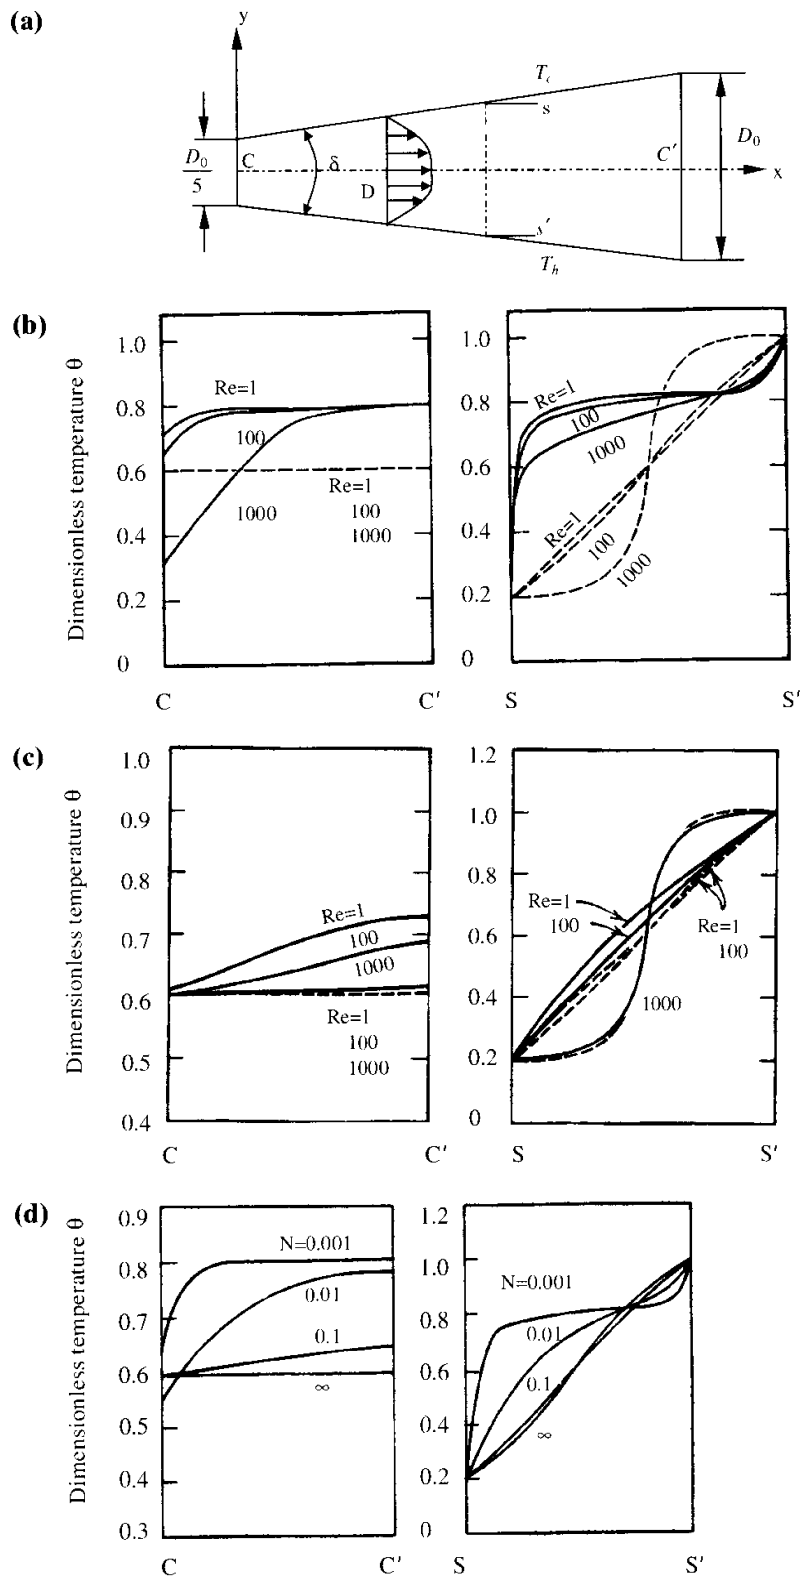 (a)
y
T_c
s
D_0/5
C
δ
D
C′
D_0
x
s′
T_h
(b)
Dimensionless temperature θ
1.0
0.8
0.6
0.4
0.2
0
Re=1
100
1000
Re=1
100
1000
C
C′
1.0
0.8
0.6
0.4
0.2
0
Re=1
100
1000
Re=1
100
1000
S
S′
(c)
Dimensionless temperature θ
1.0
0.9
0.8
0.7
0.6
0.5
0.4
Re=1
100
1000
Re=1
100
1000
C
C′
1.2
1.0
0.8
0.6
0.4
0.2
0
Re=1
100
Re=1
100
1000
S
S′
(d)
Dimensionless temperature θ
0.9
0.8
0.7
0.6
0.5
0.4
0.3
N=0.001
0.01
0.1
∞
C
C′
1.2
1.0
0.8
0.6
0.4
0.2
0
N=0.001
0.01
0.1
∞
S
S′